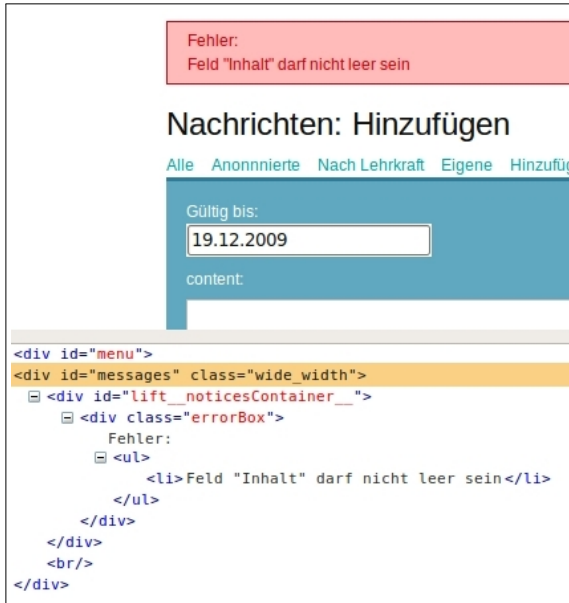 Fehler:
Feld "Inhalt" darf nicht leer sein
Nachrichten: Hinzufügen
Alle Anonnnierte Nach Lehrkraft Eigene Hinzufüg
Gültig bis:
19.12.2009
content:
<div id="menu">
<div id="messages" class="wide_width">
<div id="lift__noticesContainer__">
<div class="errorBox">
Fehler:
<ul>
<li>Feld "Inhalt" darf nicht leer sein</li>
</ul>
</div>
</div>
<br/>
</div>